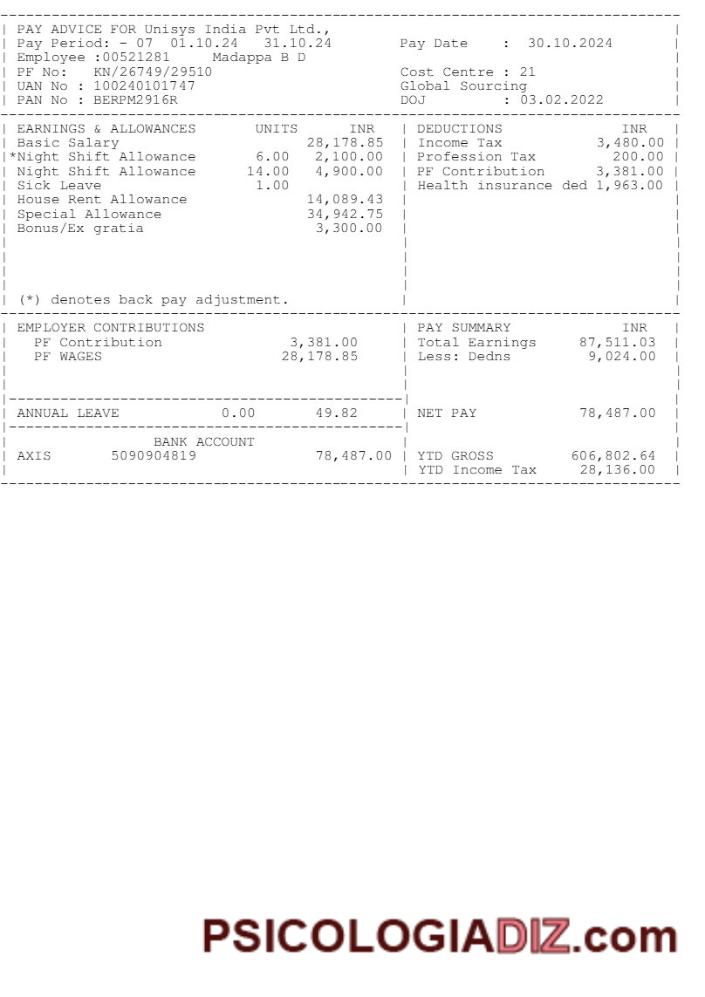 PAY ADVICE FOR Unisys India Pvt Ltd.,
Pay Period: - 07 01.10.24 31.10.24 Pay Date : 30.10.2024
Employee :00521281 Madappa B D
PF No: KN/26749/29510 Cost Centre : 21
UAN No : 100240101747 Global Sourcing
PAN No : BERPM2916R DOJ : 03.02.2022
EARNINGS & ALLOWANCES UNITS INR | DEDUCTIONS INR
Basic Salary 28,178.85 | Income Tax 3,480.00
*Night Shift Allowance 6.00 2,100.00 | Profession Tax 200.00
Night Shift Allowance 14.00 4,900.00 | PF Contribution 3,381.00
Sick Leave 1.00 | Health insurance ded 1,963.00
House Rent Allowance 14,089.43
Special Allowance 34,942.75
Bonus/Ex gratia 3,300.00
(*) denotes back pay adjustment.
EMPLOYER CONTRIBUTIONS | PAY SUMMARY INR
PF Contribution 3,381.00 | Total Earnings 87,511.03
PF WAGES 28,178.85 | Less: Dedns 9,024.00
ANNUAL LEAVE 0.00 49.82 | NET PAY 78,487.00
BANK ACCOUNT
AXIS 5090904819 78,487.00 | YTD GROSS 606,802.64
YTD Income Tax 28,136.00
PSICOLOGIADIZ.com